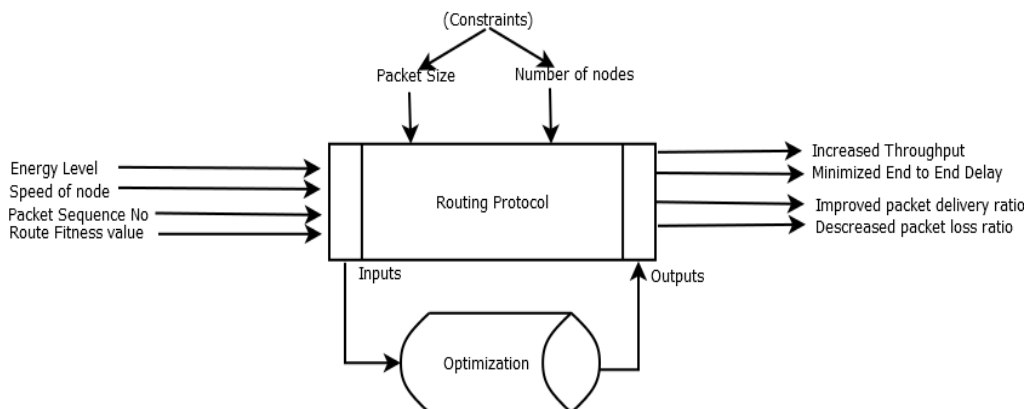 (Constraints)
Packet Size
Number of nodes
Energy Level
Speed of node
Packet Sequence No
Route Fitness value
Routing Protocol
Increased Throughput
Minimized End to End Delay
Improved packet delivery ratio
Descreased packet loss ratio
Inputs
Outputs
Optimization